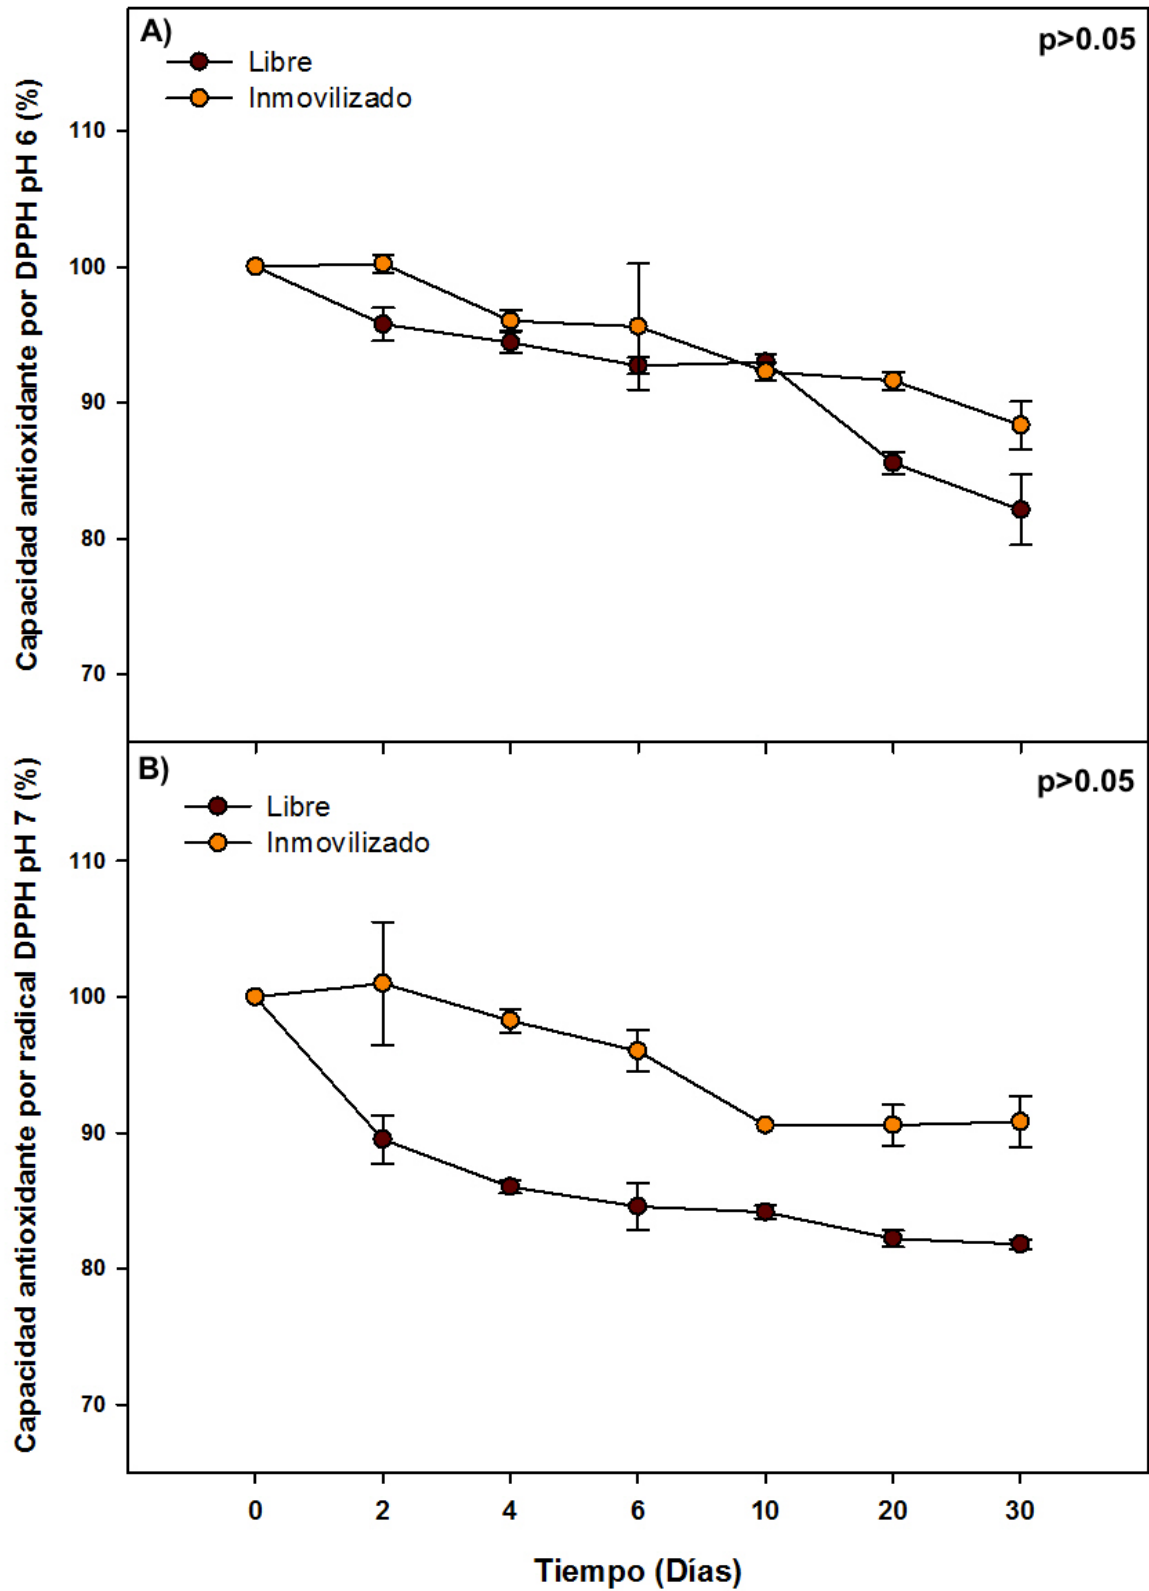 A)
p>0.05
Libre
Inmovilizado
Capacidad antioxidante por DPPH pH 6 (%)
110
100
90
80
70
B)
p>0.05
Libre
Inmovilizado
Capacidad antioxidante por radical DPPH pH 7 (%)
110
100
90
80
70
0 2 4 6 10 20 30
Tiempo (Días)